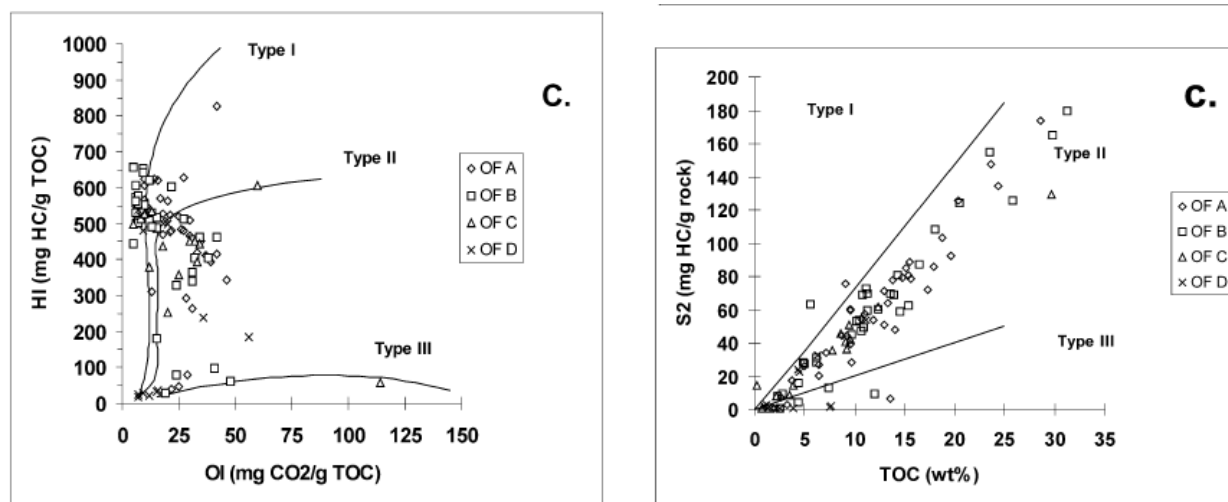 1000
900
800
700
600
500
400
300
200
100
0
0 25 50 75 100 125 150
HI (mg HC/g TOC)
OI (mg CO2/g TOC)
Type I
Type II
Type III
C.
OF A
OF B
OF C
OF D
200
180
160
140
120
100
80
60
40
20
0
0 5 10 15 20 25 30 35
S2 (mg HC/g rock)
TOC (wt%)
Type I
Type II
Type III
C.
OF A
OF B
OF C
OF D